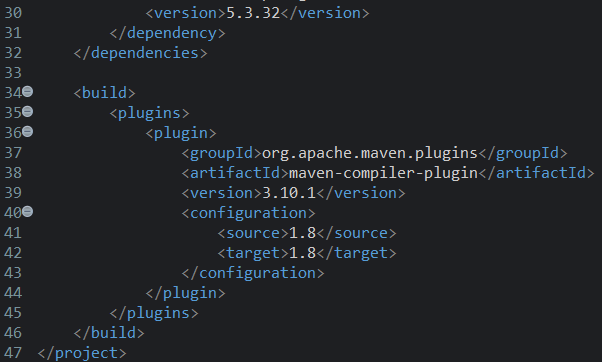 30 <version>5.3.32</version>
31 </dependency>
32 </dependencies>
33
34 <build>
35 <plugins>
36 <plugin>
37 <groupId>org.apache.maven.plugins</groupId>
38 <artifactId>maven-compiler-plugin</artifactId>
39 <version>3.10.1</version>
40 <configuration>
41 <source>1.8</source>
42 <target>1.8</target>
43 </configuration>
44 </plugin>
45 </plugins>
46 </build>
47 </project>